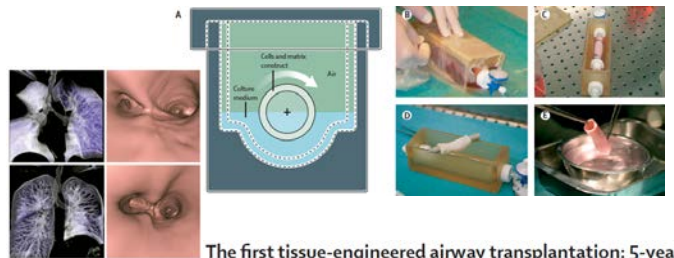 A
Cells and matrix
construct
Air
Culture
medium
+
B
C
D
E
The first tissue-engineered airway transplantation: 5-yea